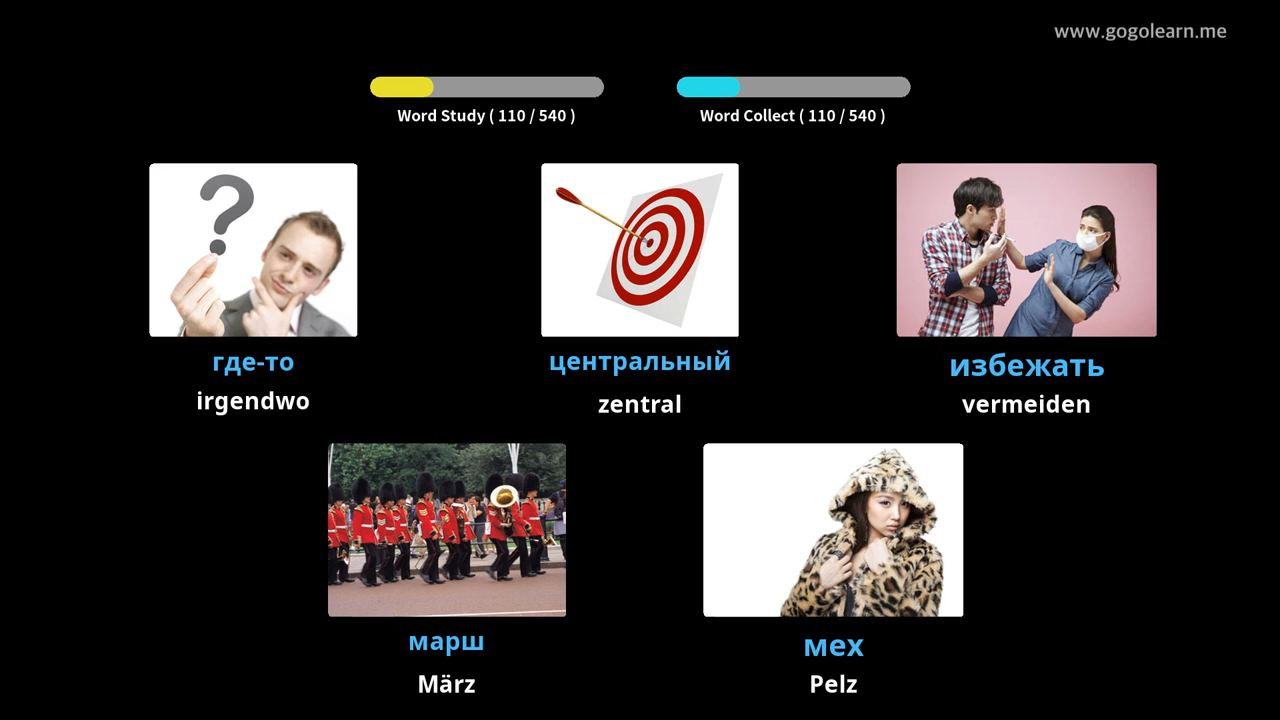 www.gogolearn.me
Word Study ( 110 / 540 )
Word Collect ( 110 / 540 )
где-то
irgendwo
центральный
zentral
избежать
vermeiden
марш
März
мех
Pelz